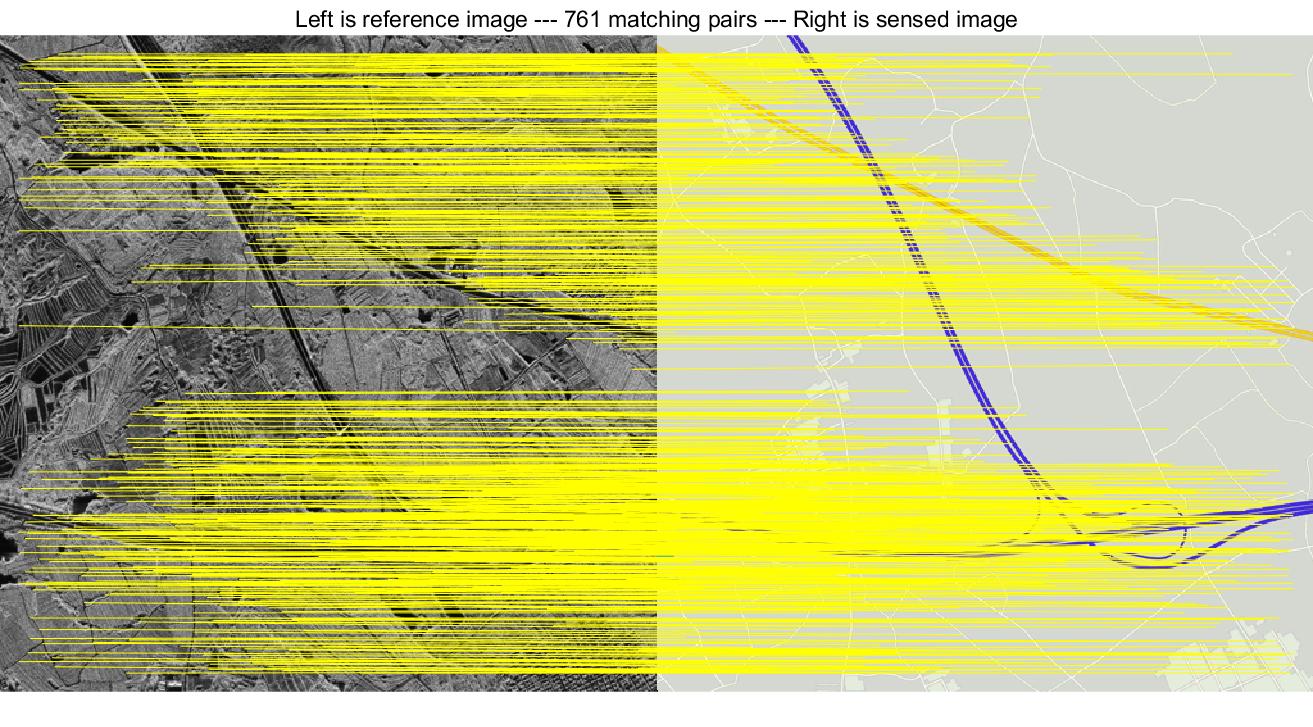 Left is reference image --- 761 matching pairs --- Right is sensed image